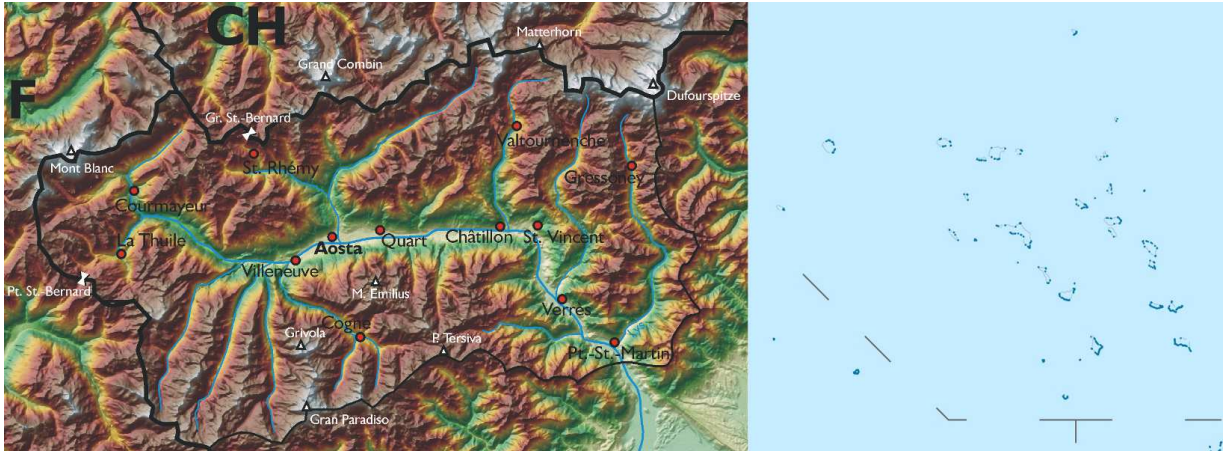 CH
Matterhorn
Grand Combin
F
Dufourspitze
Gr. St.-Bernard
Valtournenche
Mont Blanc
St. Rhémy
Gressoney
Courmayeur
La Thuile
Aosta
Quart
Châtillon
St. Vincent
Villeneuve
Pt. St.-Bernard
M. Emilius
Verrès
Cogne
Grivola
P. Tersiva
Pt.-St.-Martin
Gran Paradiso